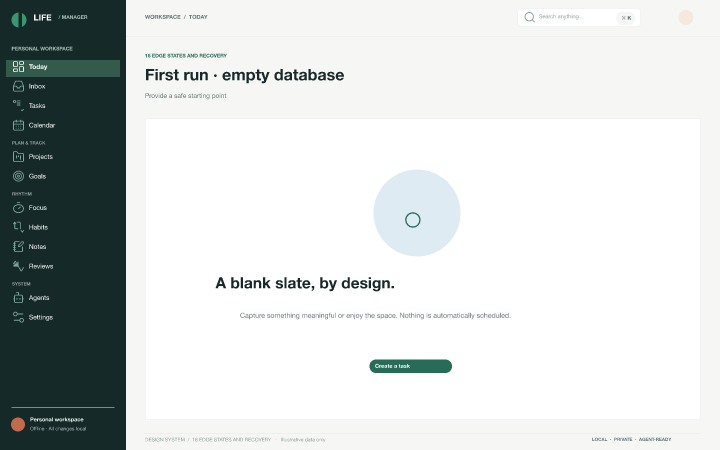 LIFE / MANAGER
PERSONAL WORKSPACE
Today
Inbox
Tasks
Calendar
PLAN & TRACK
Projects
Goals
RHYTHM
Focus
Habits
Notes
Reviews
SYSTEM
Agents
Settings
Personal workspace
Offline · All changes local
WORKSPACE / TODAY
Search anything...
⌘ K
16 EDGE STATES AND RECOVERY
First run · empty database
Provide a safe starting point
A blank slate, by design.
Capture something meaningful or enjoy the space. Nothing is automatically scheduled.
Create a task
DESIGN SYSTEM / 16 EDGE STATES AND RECOVERY · Illustrative data only
LOCAL · PRIVATE · AGENT-READY